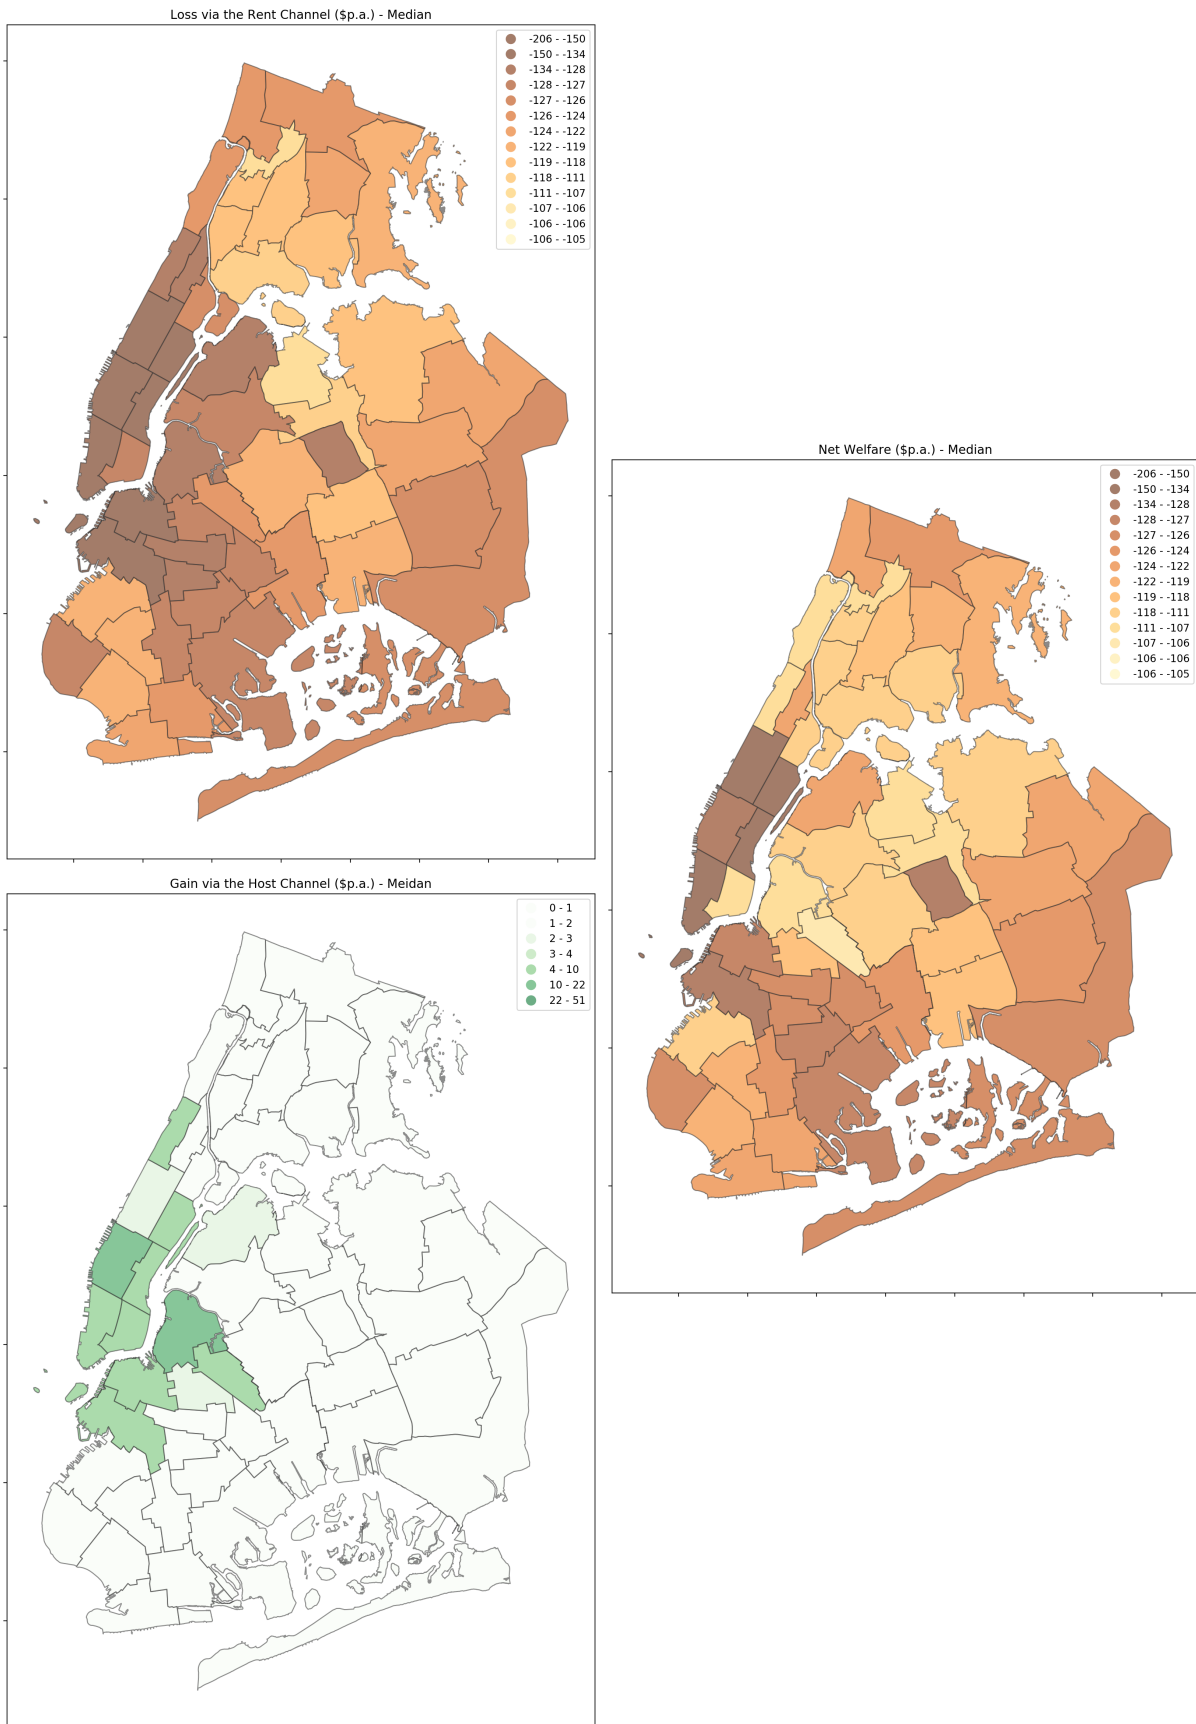 Loss via the Rent Channel ($p.a.) - Median
-206 - -150
-150 - -134
-134 - -128
-128 - -127
-127 - -126
-126 - -124
-124 - -122
-122 - -119
-119 - -118
-118 - -111
-111 - -107
-107 - -106
-106 - -106
-106 - -105
Net Welfare ($p.a.) - Median
-206 - -150
-150 - -134
-134 - -128
-128 - -127
-127 - -126
-126 - -124
-124 - -122
-122 - -119
-119 - -118
-118 - -111
-111 - -107
-107 - -106
-106 - -106
-106 - -105
Gain via the Host Channel ($p.a.) - Meidan
0 - 1
1 - 2
2 - 3
3 - 4
4 - 10
10 - 22
22 - 51